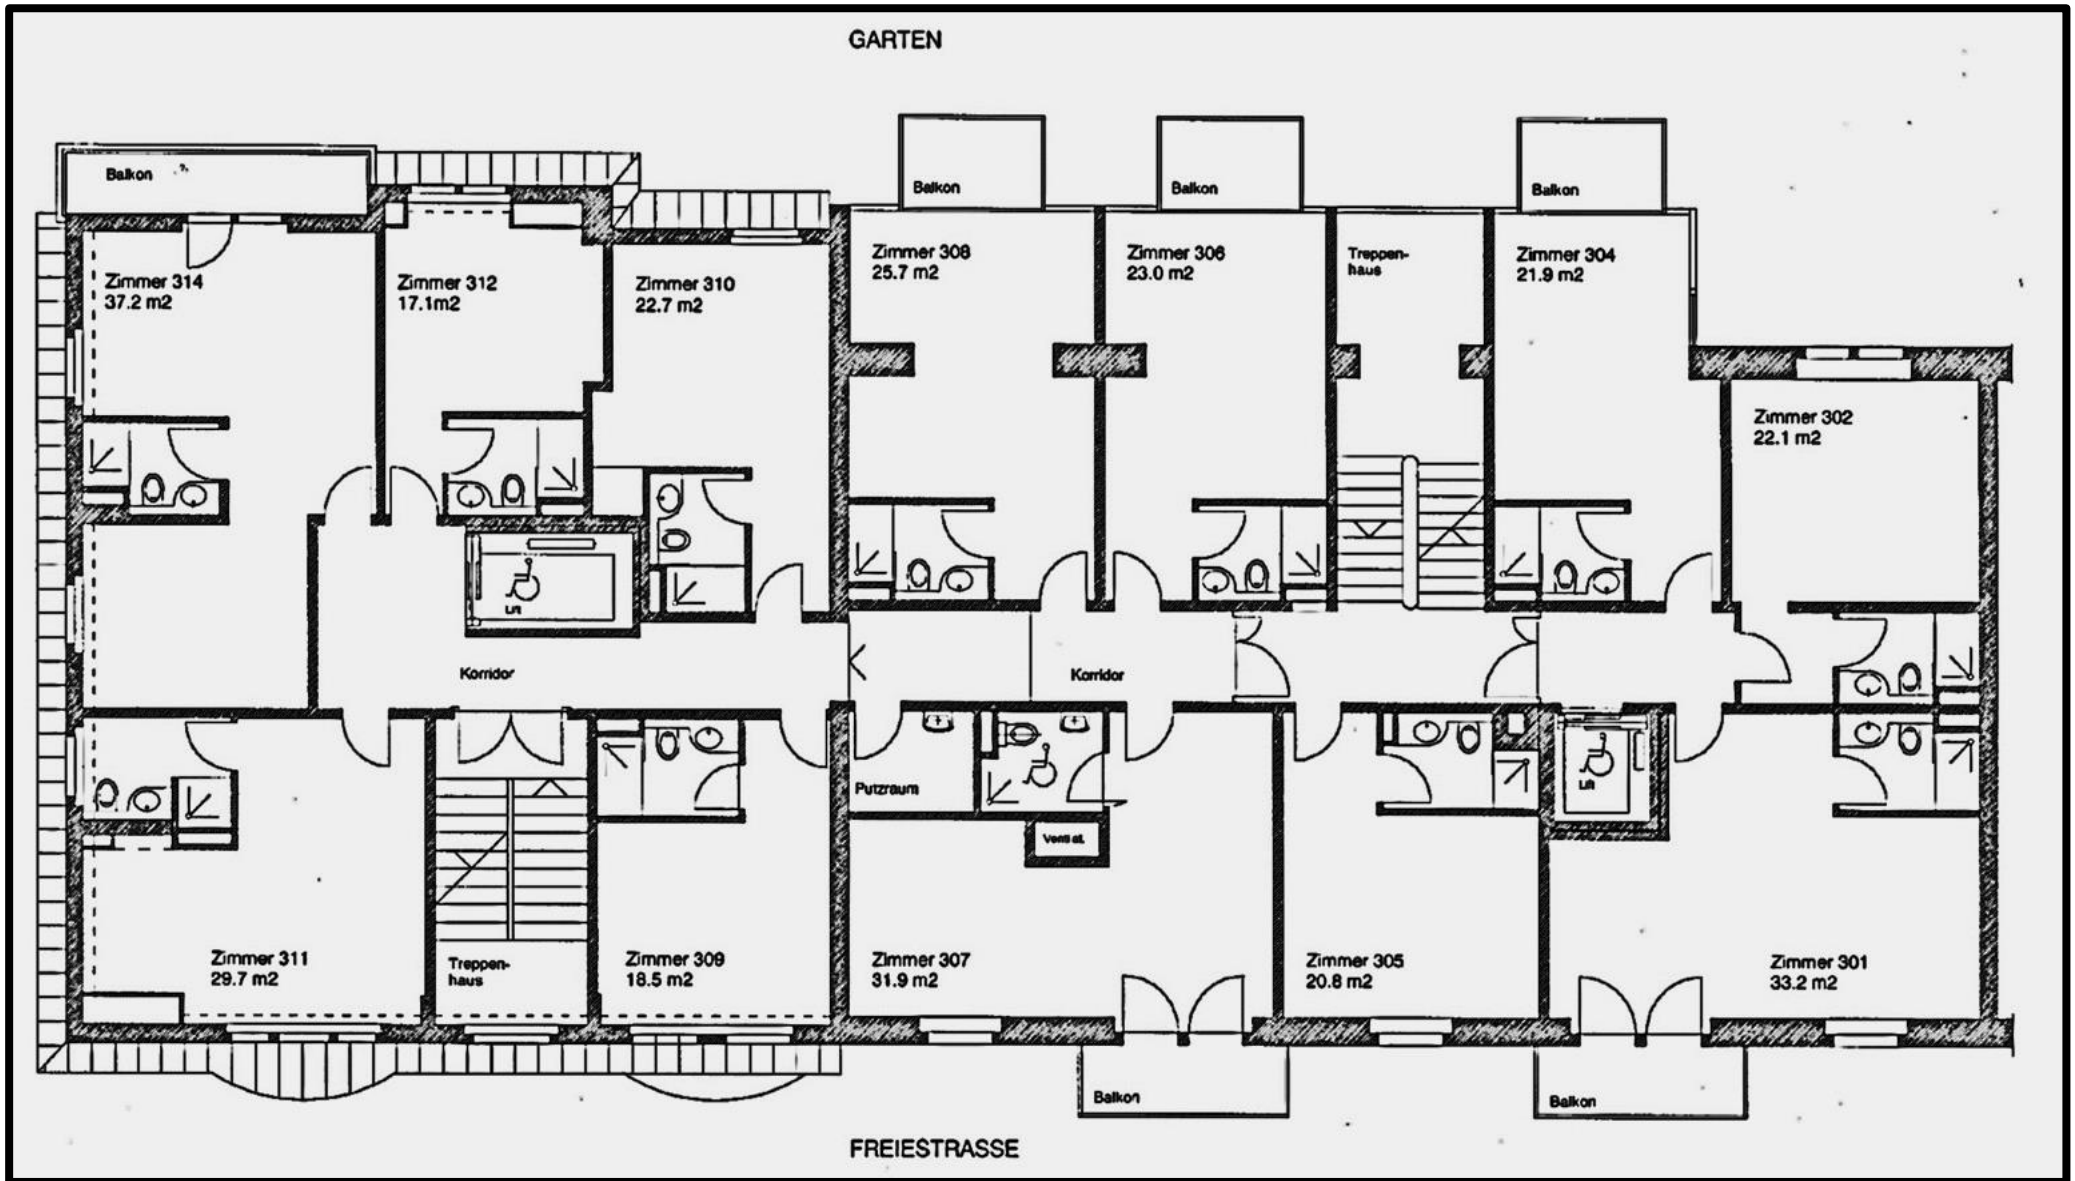 GARTEN
Balkon
Balkon
Balkon
Balkon
Zimmer 314
37.2 m2
Zimmer 312
17.1m2
Zimmer 310
22.7 m2
Zimmer 308
25.7 m2
Zimmer 306
23.0 m2
Treppen-
haus
Zimmer 304
21.9 m2
Zimmer 302
22.1 m2
Lift
Korridor
Korridor
Putzraum
Lift
Zimmer 311
29.7 m2
Treppen-
haus
Zimmer 309
18.5 m2
Zimmer 307
31.9 m2
Zimmer 305
20.8 m2
Zimmer 301
33.2 m2
Balkon
Balkon
FREIESTRASSE